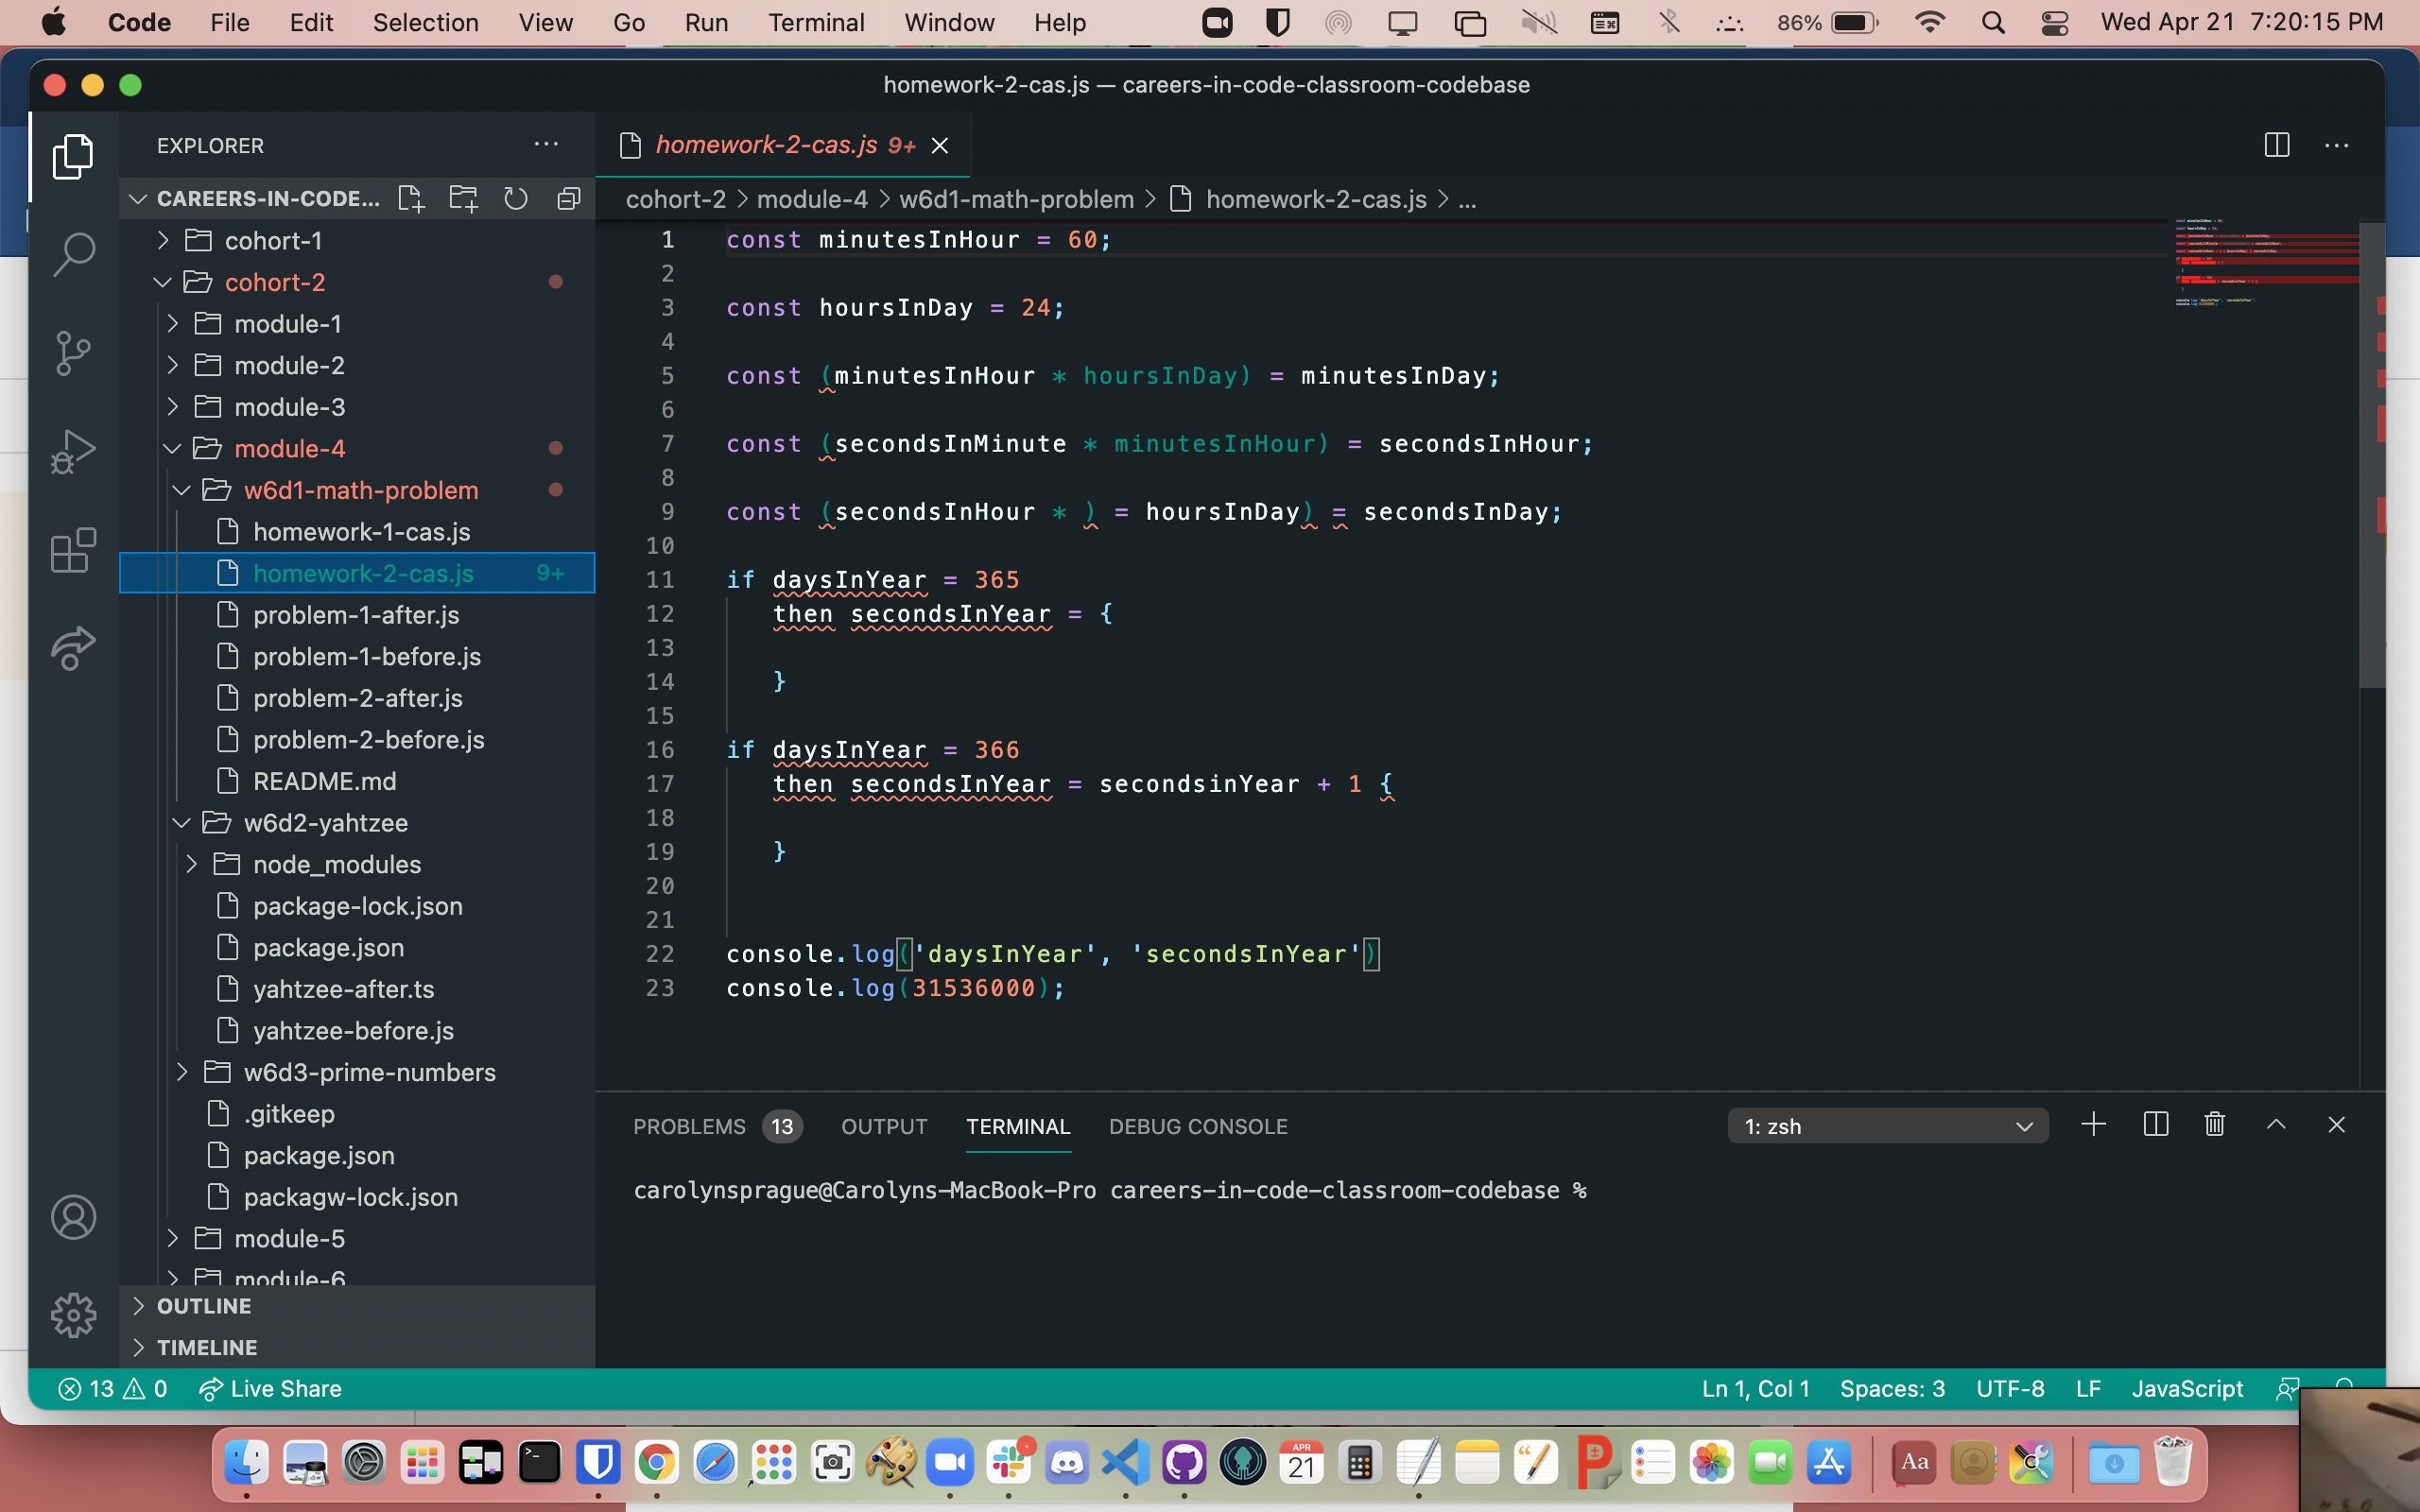 Code File Edit Selection View Go Run Terminal Window Help 86% Wed Apr 21 7:20:15 PM
homework-2-cas.js — careers-in-code-classroom-codebase
EXPLORER
homework-2-cas.js 9+
CAREERS-IN-CODE...
cohort-2 > module-4 > w6d1-math-problem > homework-2-cas.js > ...
cohort-1
cohort-2
module-1
module-2
module-3
module-4
w6d1-math-problem
homework-1-cas.js
homework-2-cas.js 9+
problem-1-after.js
problem-1-before.js
problem-2-after.js
problem-2-before.js
README.md
w6d2-yahtzee
node_modules
package-lock.json
package.json
yahtzee-after.ts
yahtzee-before.js
w6d3-prime-numbers
.gitkeep
package.json
packagw-lock.json
module-5
module-6
OUTLINE
TIMELINE
1 const minutesInHour = 60;
2
3 const hoursInDay = 24;
4
5 const (minutesInHour * hoursInDay) = minutesInDay;
6
7 const (secondsInMinute * minutesInHour) = secondsInHour;
8
9 const (secondsInHour * ) = hoursInDay) = secondsInDay;
10
11 if daysInYear = 365
12 then secondsInYear = {
13
14 }
15
16 if daysInYear = 366
17 then secondsInYear = secondsinYear + 1 {
18
19 }
20
21
22 console.log('daysInYear', 'secondsInYear')
23 console.log(31536000);
PROBLEMS 13 OUTPUT TERMINAL DEBUG CONSOLE 1: zsh
carolynsprague@Carolyns-MacBook-Pro careers-in-code-classroom-codebase %
13 0 Live Share Ln 1, Col 1 Spaces: 3 UTF-8 LF JavaScript
APR
21
Aa